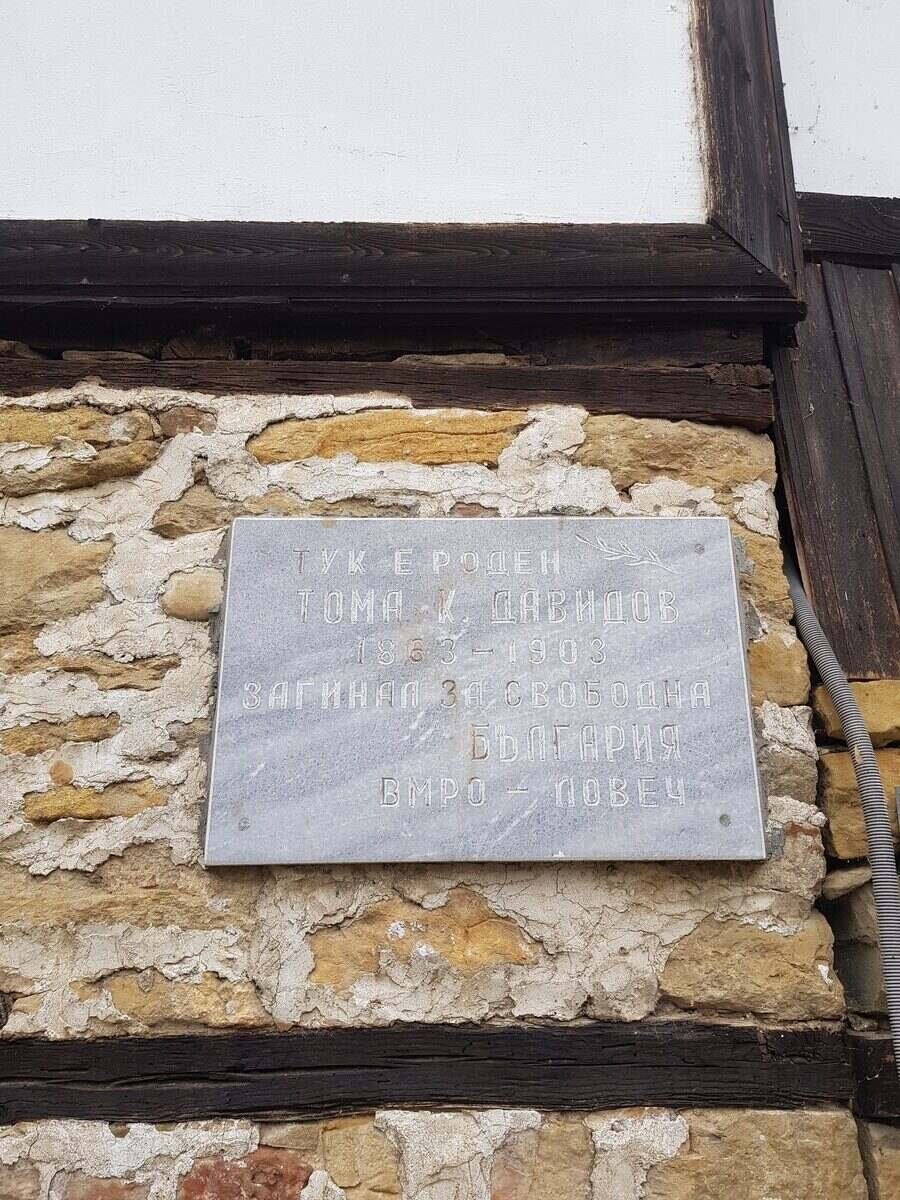 ТУК Е РОДЕН
ТОМА К. ДАВИДОВ
1863 – 1903
ЗАГИНАЛ ЗА СВОБОДНА
БЪЛГАРИЯ
ВМРО – ЛОВЕЧ